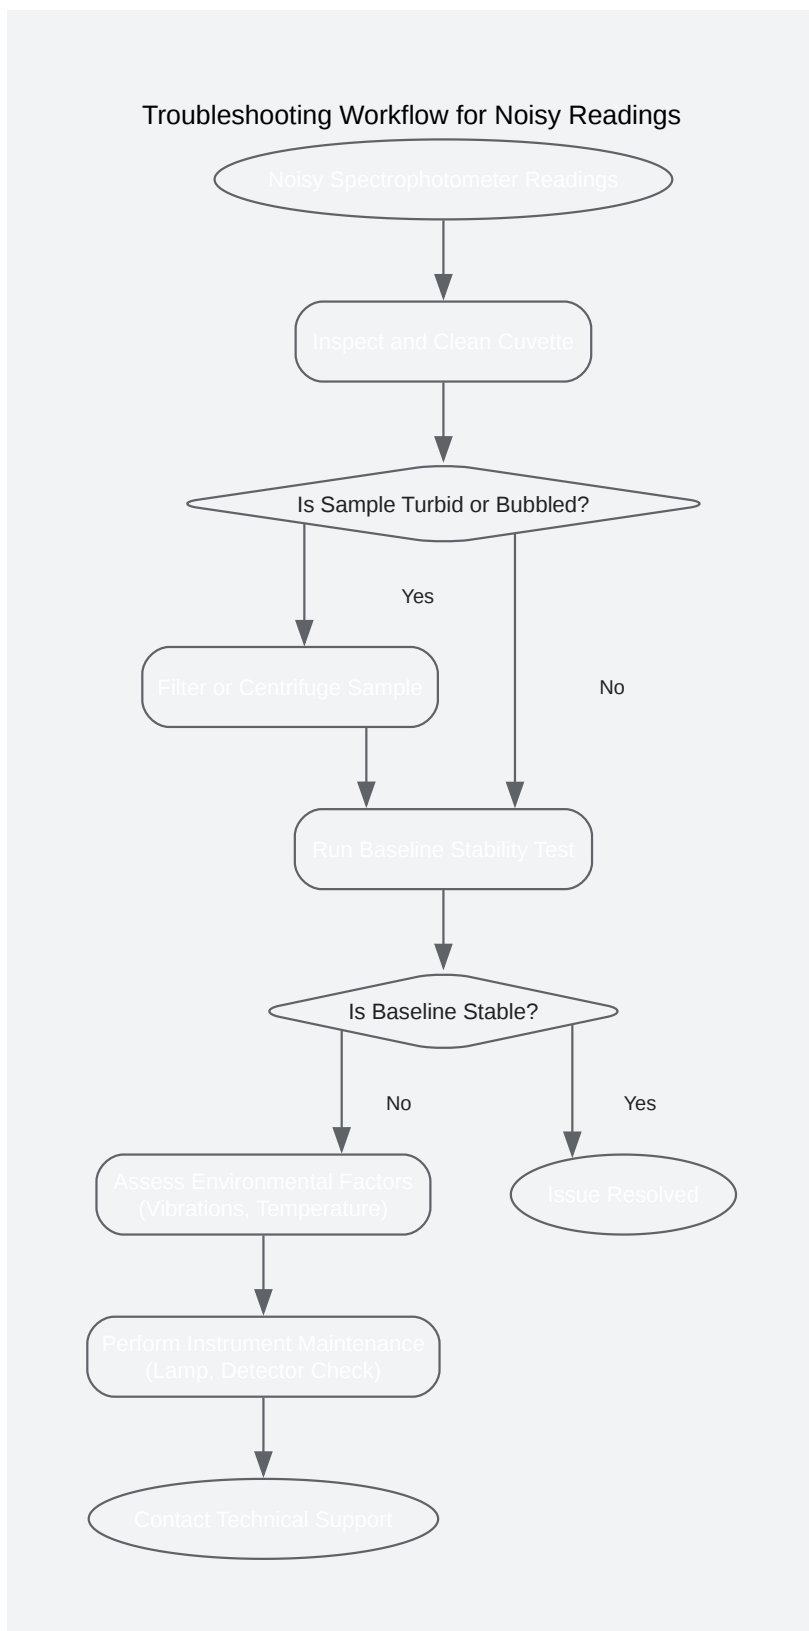 Troubleshooting Workflow for Noisy Readings
Noisy Spectrophotometer Readings
Inspect and Clean Cuvette
Is Sample Turbid or Bubbled?
Yes
Filter or Centrifuge Sample
No
Run Baseline Stability Test
Is Baseline Stable?
No
Yes
Assess Environmental Factors
(Vibrations, Temperature)
Issue Resolved
Perform Instrument Maintenance
(Lamp, Detector Check)
Contact Technical Support